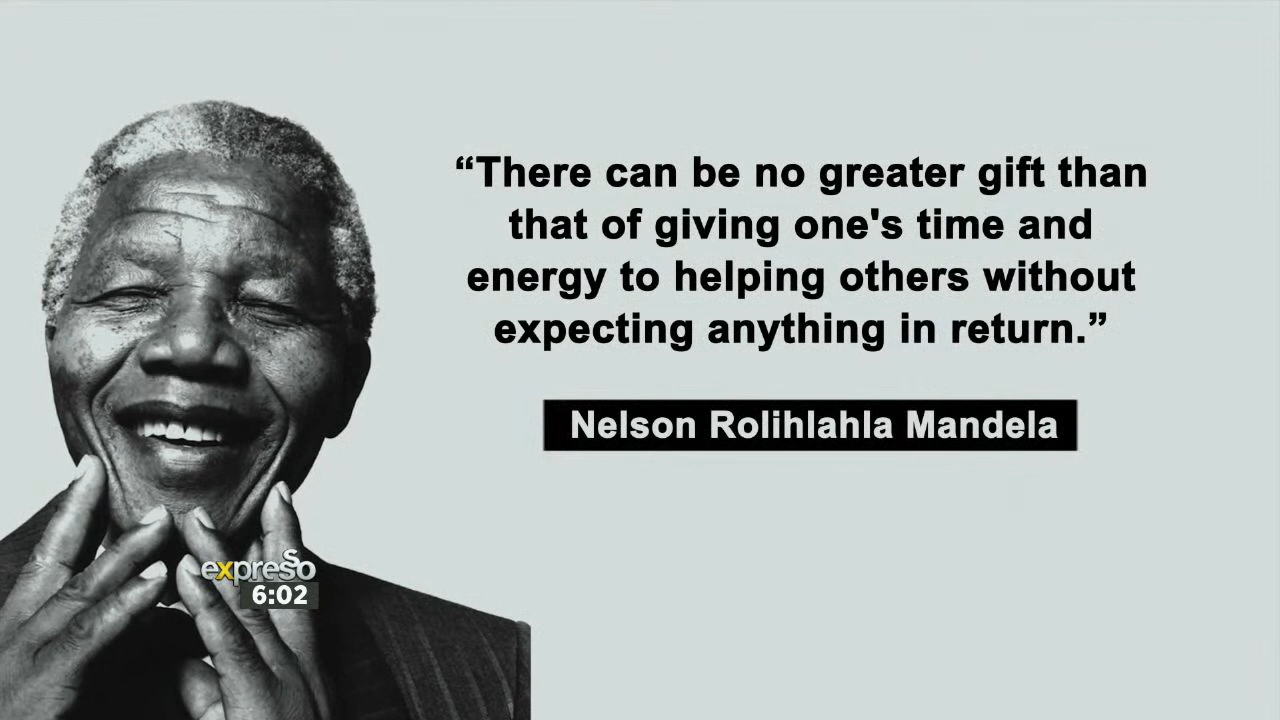 “There can be no greater gift than
that of giving one's time and
energy to helping others without
expecting anything in return.”
Nelson Rolihlahla Mandela
expresso
6:02